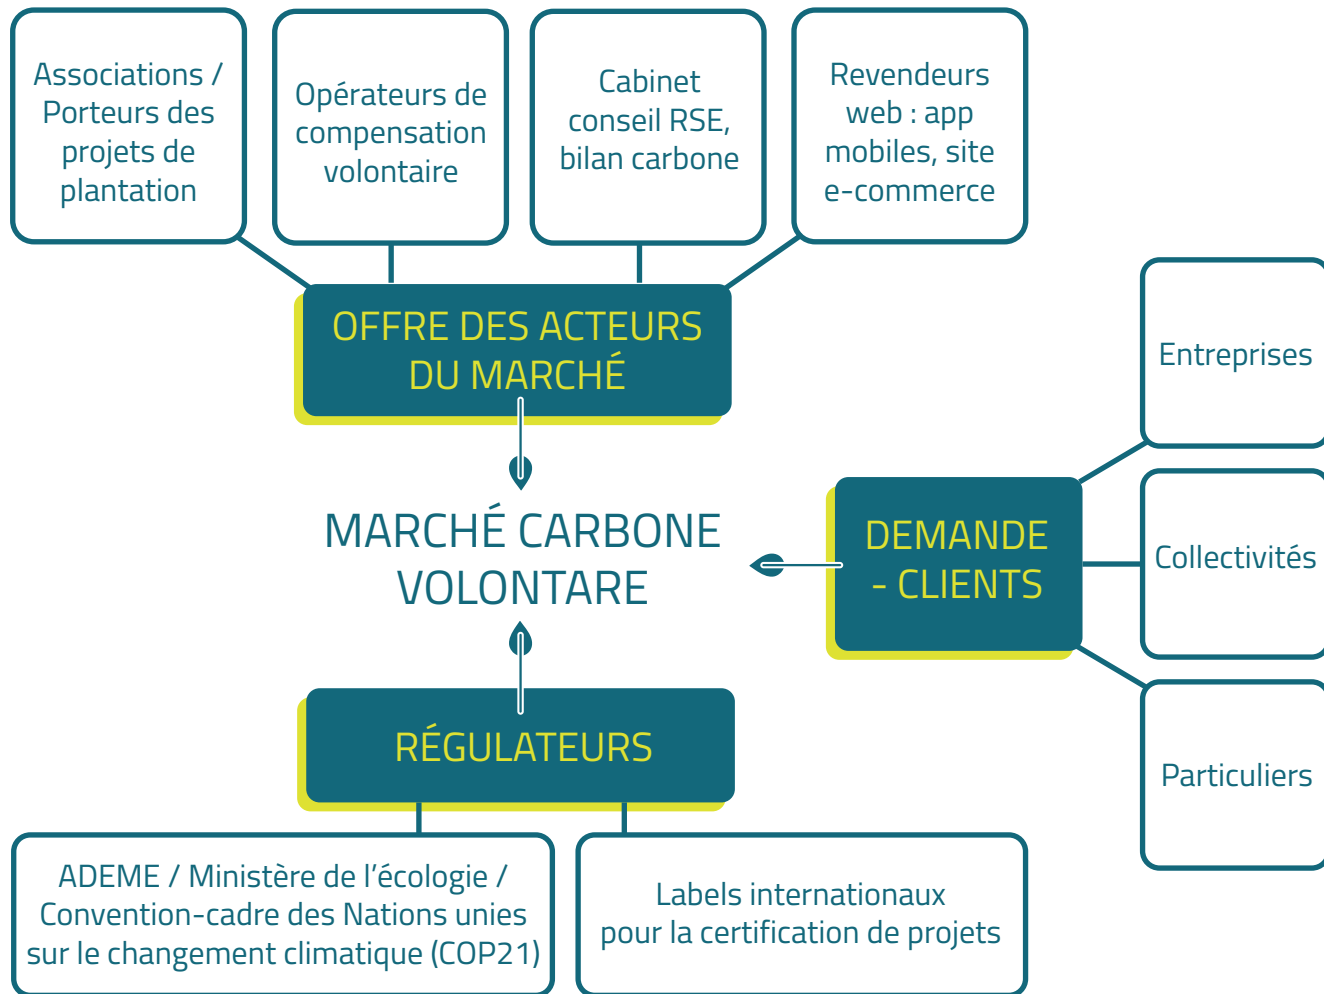 Associations /
Porteurs des
projets de
plantation
Opérateurs de
compensation
volontaire
Cabinet
conseil RSE,
bilan carbone
Revendeurs
web : app
mobiles, site
e-commerce
OFFRE DES ACTEURS
DU MARCHÉ
MARCHÉ CARBONE
VOLONTARE
DEMANDE
- CLIENTS
Entreprises
Collectivités
Particuliers
RÉGULATEURS
ADEME / Ministère de l’écologie /
Convention-cadre des Nations unies
sur le changement climatique (COP21)
Labels internationaux
pour la certification de projets